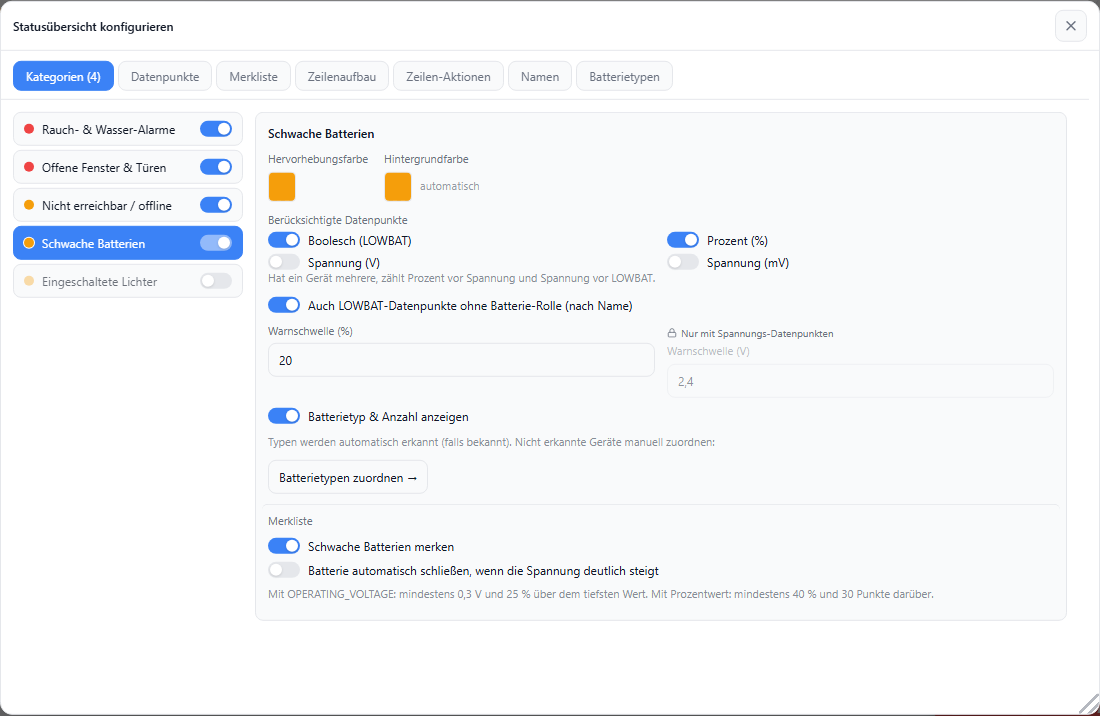 Statusübersicht konfigurieren
Kategorien (4) Datenpunkte Merkliste Zeilenaufbau Zeilen-Aktionen Namen Batterietypen
Rauch- & Wasser-Alarme
Offene Fenster & Türen
Nicht erreichbar / offline
Schwache Batterien
Eingeschaltete Lichter
Schwache Batterien
Hervorhebungsfarbe Hintergrundfarbe
automatisch
Berücksichtigte Datenpunkte
Boolesch (LOWBAT) Prozent (%)
Spannung (V) Spannung (mV)
Hat ein Gerät mehrere, zählt Prozent vor Spannung und Spannung vor LOWBAT.
Auch LOWBAT-Datenpunkte ohne Batterie-Rolle (nach Name)
Warnschwelle (%)
20
Nur mit Spannungs-Datenpunkten
Warnschwelle (V)
2,4
Batterietyp & Anzahl anzeigen
Typen werden automatisch erkannt (falls bekannt). Nicht erkannte Geräte manuell zuordnen:
Batterietypen zuordnen →
Merkliste
Schwache Batterien merken
Batterie automatisch schließen, wenn die Spannung deutlich steigt
Mit OPERATING_VOLTAGE: mindestens 0,3 V und 25 % über dem tiefsten Wert. Mit Prozentwert: mindestens 40 % und 30 Punkte darüber.